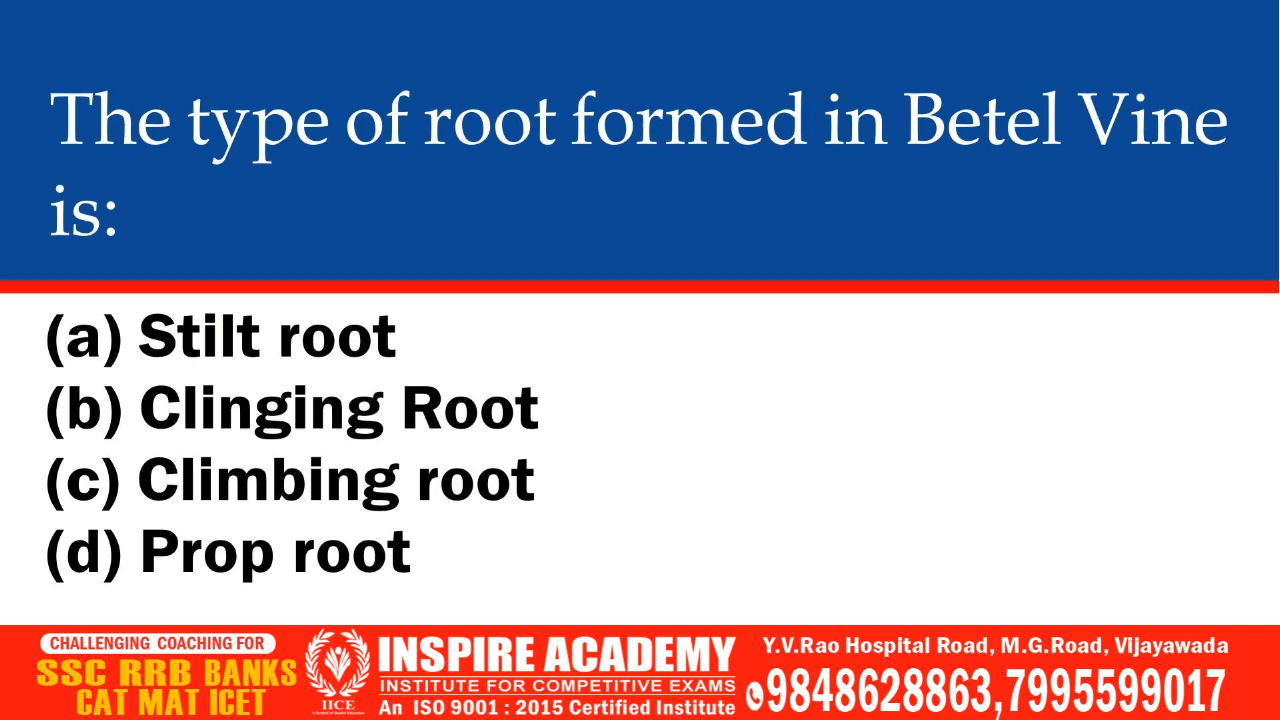 The type of root formed in Betel Vine
is:
(a) Stilt root
(b) Clinging Root
(c) Climbing root
(d) Prop root
CHALLENGING COACHING FOR
SSC RRB BANKS
CAT MAT ICET
IICE
INSPIRE ACADEMY
INSTITUTE FOR COMPETITIVE EXAMS
An ISO 9001 : 2015 Certified Institute
Y.V.Rao Hospital Road, M.G.Road, Vijayawada
9848628863,7995599017